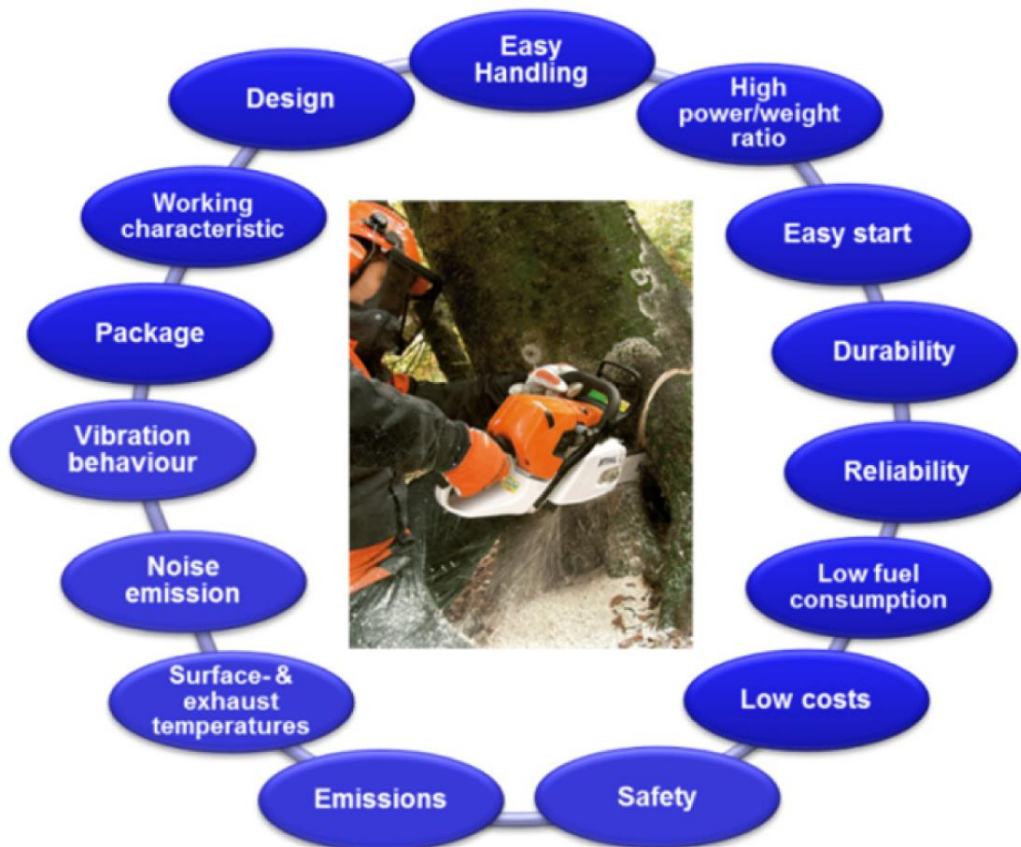 Easy
Handling
High
power/weight
ratio
Easy start
Durability
Reliability
Low fuel
consumption
Low costs
Safety
Emissions
Surface- &
exhaust
temperatures
Noise
emission
Vibration
behaviour
Package
Working
characteristic
Design